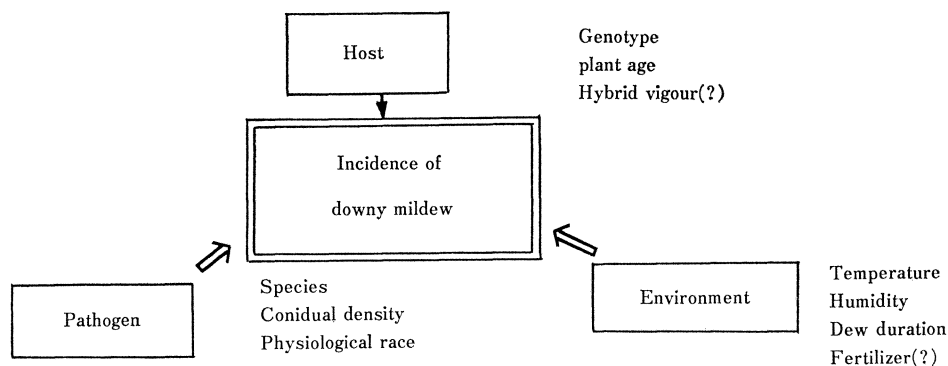 Host
Genotype
plant age
Hybrid vigour(?)
Incidence of
downy mildew
Pathogen
Species
Conidual density
Physiological race
Environment
Temperature
Humidity
Dew duration
Fertilizer(?)